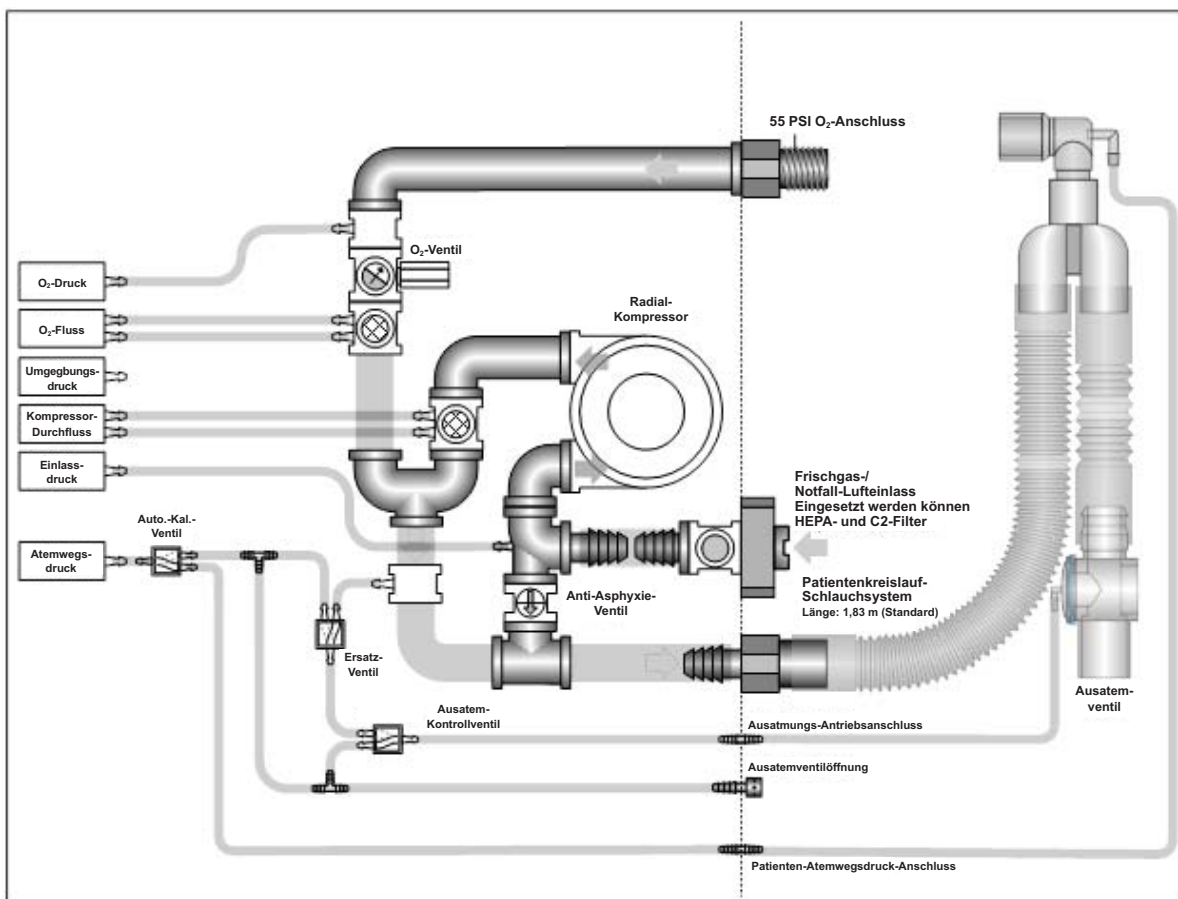 55 PSI O₂-Anschluss
O₂-Ventil
O₂-Druck
Radial-
Kompressor
O₂-Fluss
Umgegbungs-
druck
Kompressor-
Durchfluss
Einlass-
druck
Frischgas-/
Notfall-Lufteinlass
Eingesetzt werden können
HEPA- und C2-Filter
Auto.-Kal.-
Ventil
Atemwegs-
druck
Anti-Asphyxie-
Ventil
Patientenkreislauf-
Schlauchsystem
Länge: 1,83 m (Standard)
Ersatz-
Ventil
Ausatem-
ventil
Ausatem-
Kontrollventil
Ausatmungs-Antriebsanschluss
Ausatemventilöffnung
Patienten-Atemwegsdruck-Anschluss